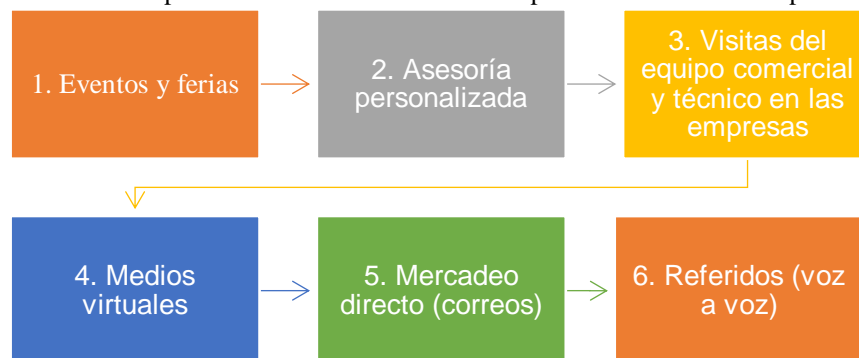 1. Eventos y ferias
2. Asesoría
personalizada
3. Visitas del
equipo comercial
y técnico en las
empresas
4. Medios
virtuales
5. Mercadeo
directo (correos)
6. Referidos (voz
a voz)